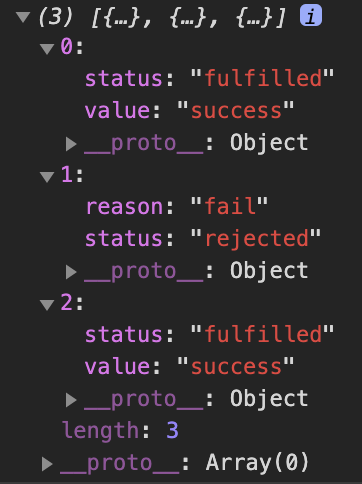 (3) [{…}, {…}, {…}] i
0:
status: "fulfilled"
value: "success"
__proto__: Object
1:
reason: "fail"
status: "rejected"
__proto__: Object
2:
status: "fulfilled"
value: "success"
__proto__: Object
length: 3
__proto__: Array(0)